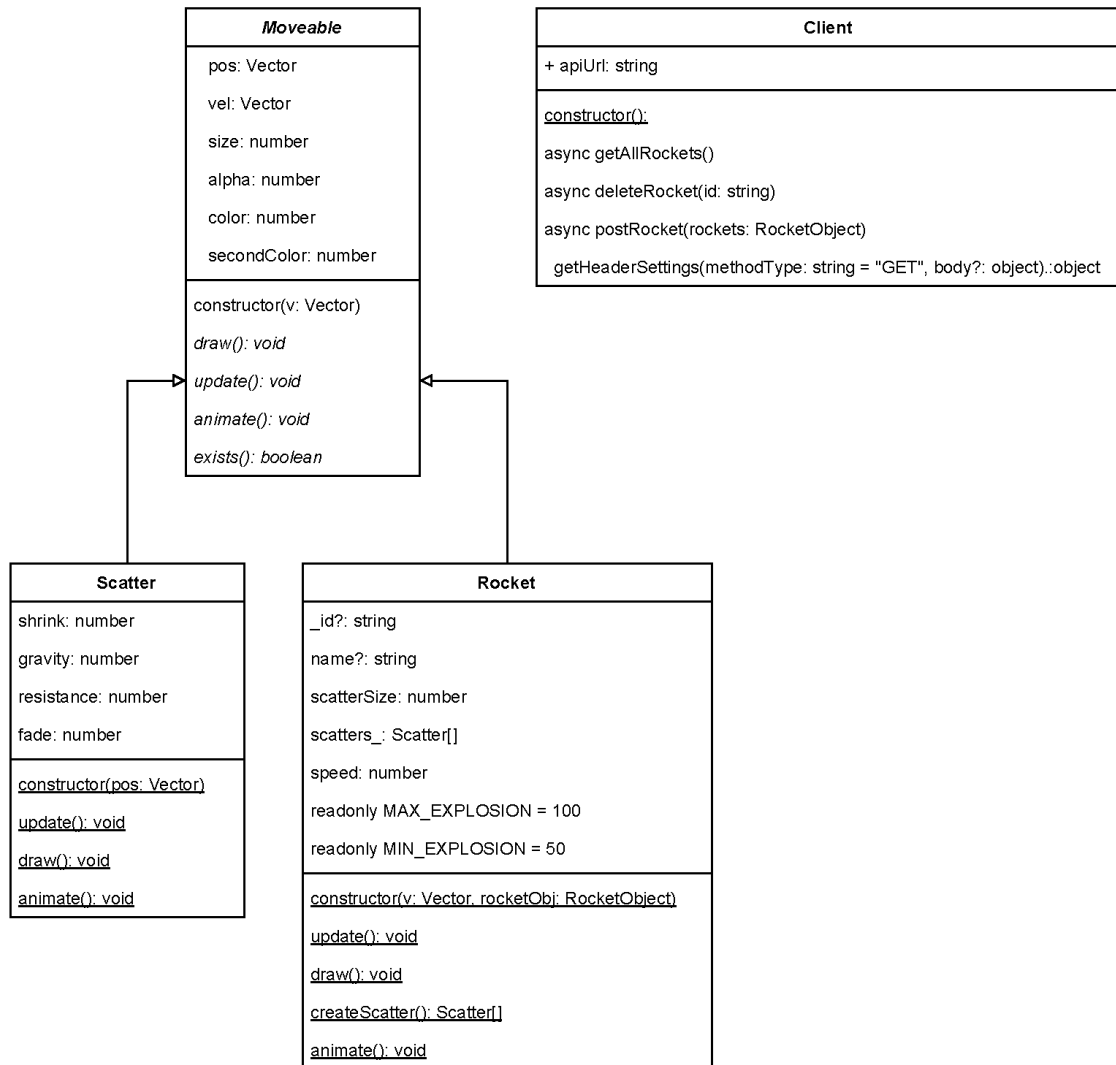 Moveable
pos: Vector
vel: Vector
size: number
alpha: number
color: number
secondColor: number
constructor(v: Vector)
draw(): void
update(): void
animate(): void
exists(): boolean
Client
+ apiUrl: string
constructor():
async getAllRockets()
async deleteRocket(id: string)
async postRocket(rockets: RocketObject)
getHeaderSettings(methodType: string = "GET", body?: object).:object
Scatter
shrink: number
gravity: number
resistance: number
fade: number
constructor(pos: Vector)
update(): void
draw(): void
animate(): void
Rocket
_id?: string
name?: string
scatterSize: number
scatters_: Scatter[]
speed: number
readonly MAX_EXPLOSION = 100
readonly MIN_EXPLOSION = 50
constructor(v: Vector, rocketObj: RocketObject)
update(): void
draw(): void
createScatter(): Scatter[]
animate(): void